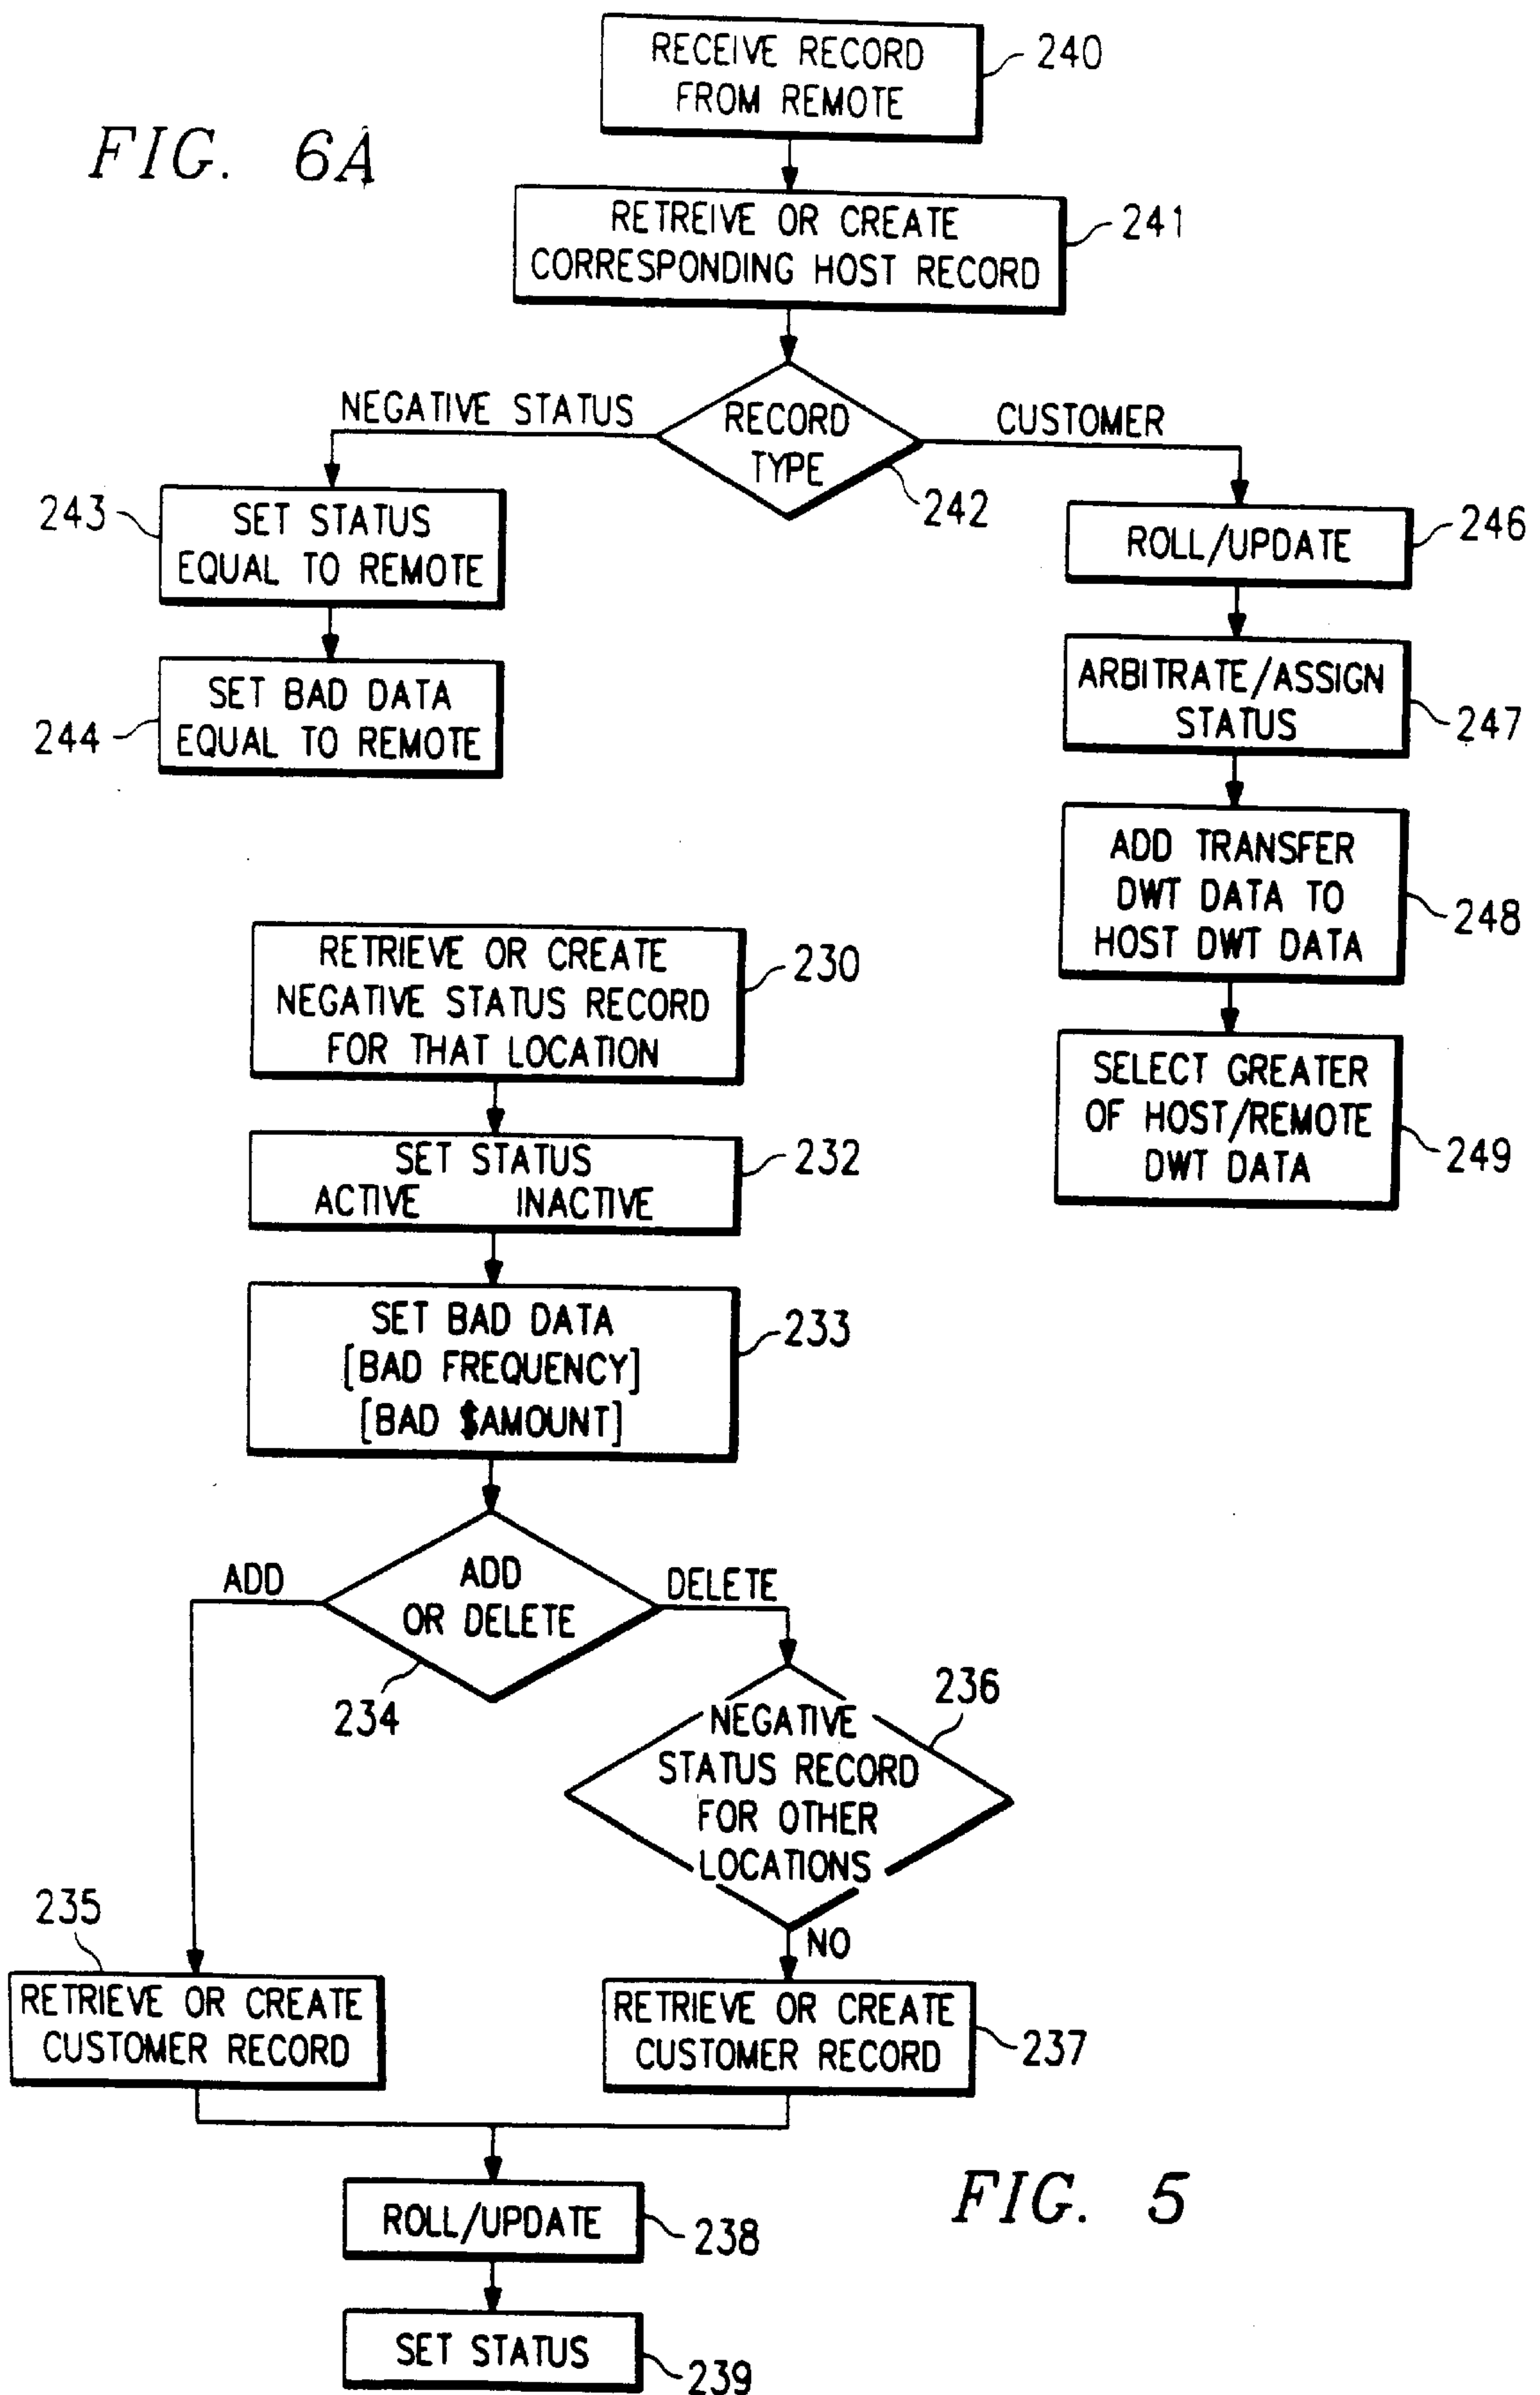 FIG. 6A
RECEIVE RECORD
FROM REMOTE
240
RETREIVE OR CREATE
CORRESPONDING HOST RECORD
241
NEGATIVE STATUS
RECORD
TYPE
CUSTOMER
242
243
SET STATUS
EQUAL TO REMOTE
244
SET BAD DATA
EQUAL TO REMOTE
ROLL/UPDATE
246
ARBITRATE/ASSIGN
STATUS
247
ADD TRANSFER
DWT DATA TO
HOST DWT DATA
248
SELECT GREATER
OF HOST/REMOTE
DWT DATA
249
RETRIEVE OR CREATE
NEGATIVE STATUS RECORD
FOR THAT LOCATION
230
SET STATUS
ACTIVE INACTIVE
232
SET BAD DATA
[BAD FREQUENCY]
[BAD $AMOUNT]
233
ADD
ADD
OR DELETE
DELETE
234
NEGATIVE
STATUS RECORD
FOR OTHER
LOCATIONS
236
NO
235
RETRIEVE OR CREATE
CUSTOMER RECORD
RETRIEVE OR CREATE
CUSTOMER RECORD
237
ROLL/UPDATE
238
SET STATUS
239
FIG. 5